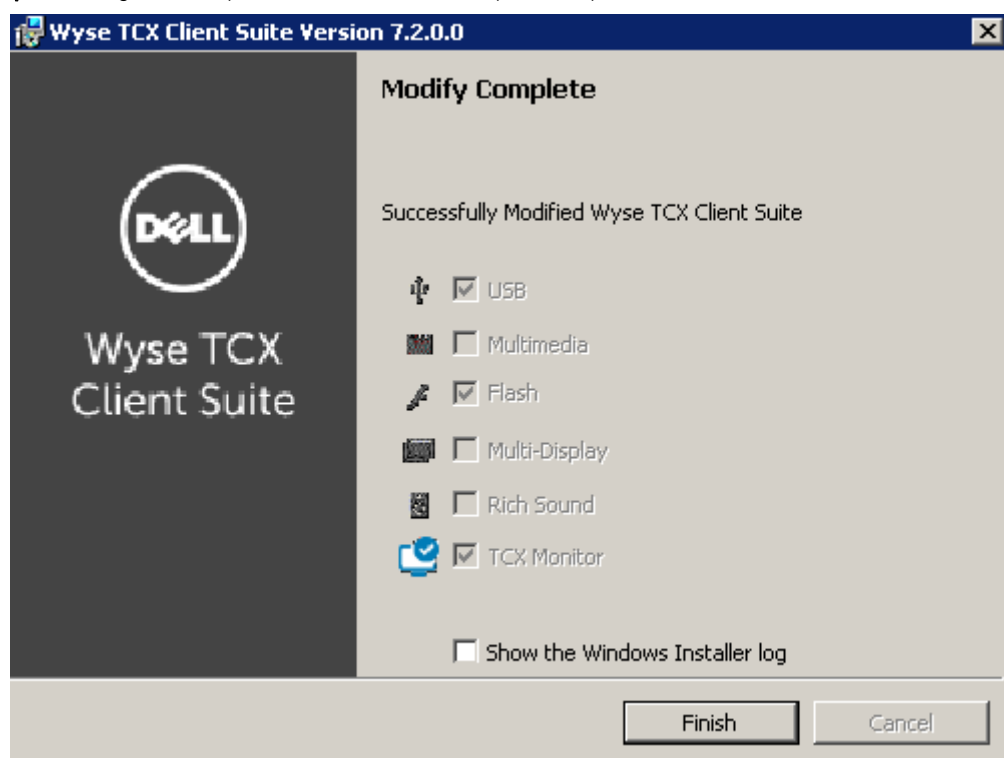 Wyse TCX Client Suite Version 7.2.0.0
Modify Complete
DELL
Wyse TCX
Client Suite
Successfully Modified Wyse TCX Client Suite
USB
Multimedia
Flash
Multi-Display
Rich Sound
TCX Monitor
Show the Windows Installer log
Finish
Cancel